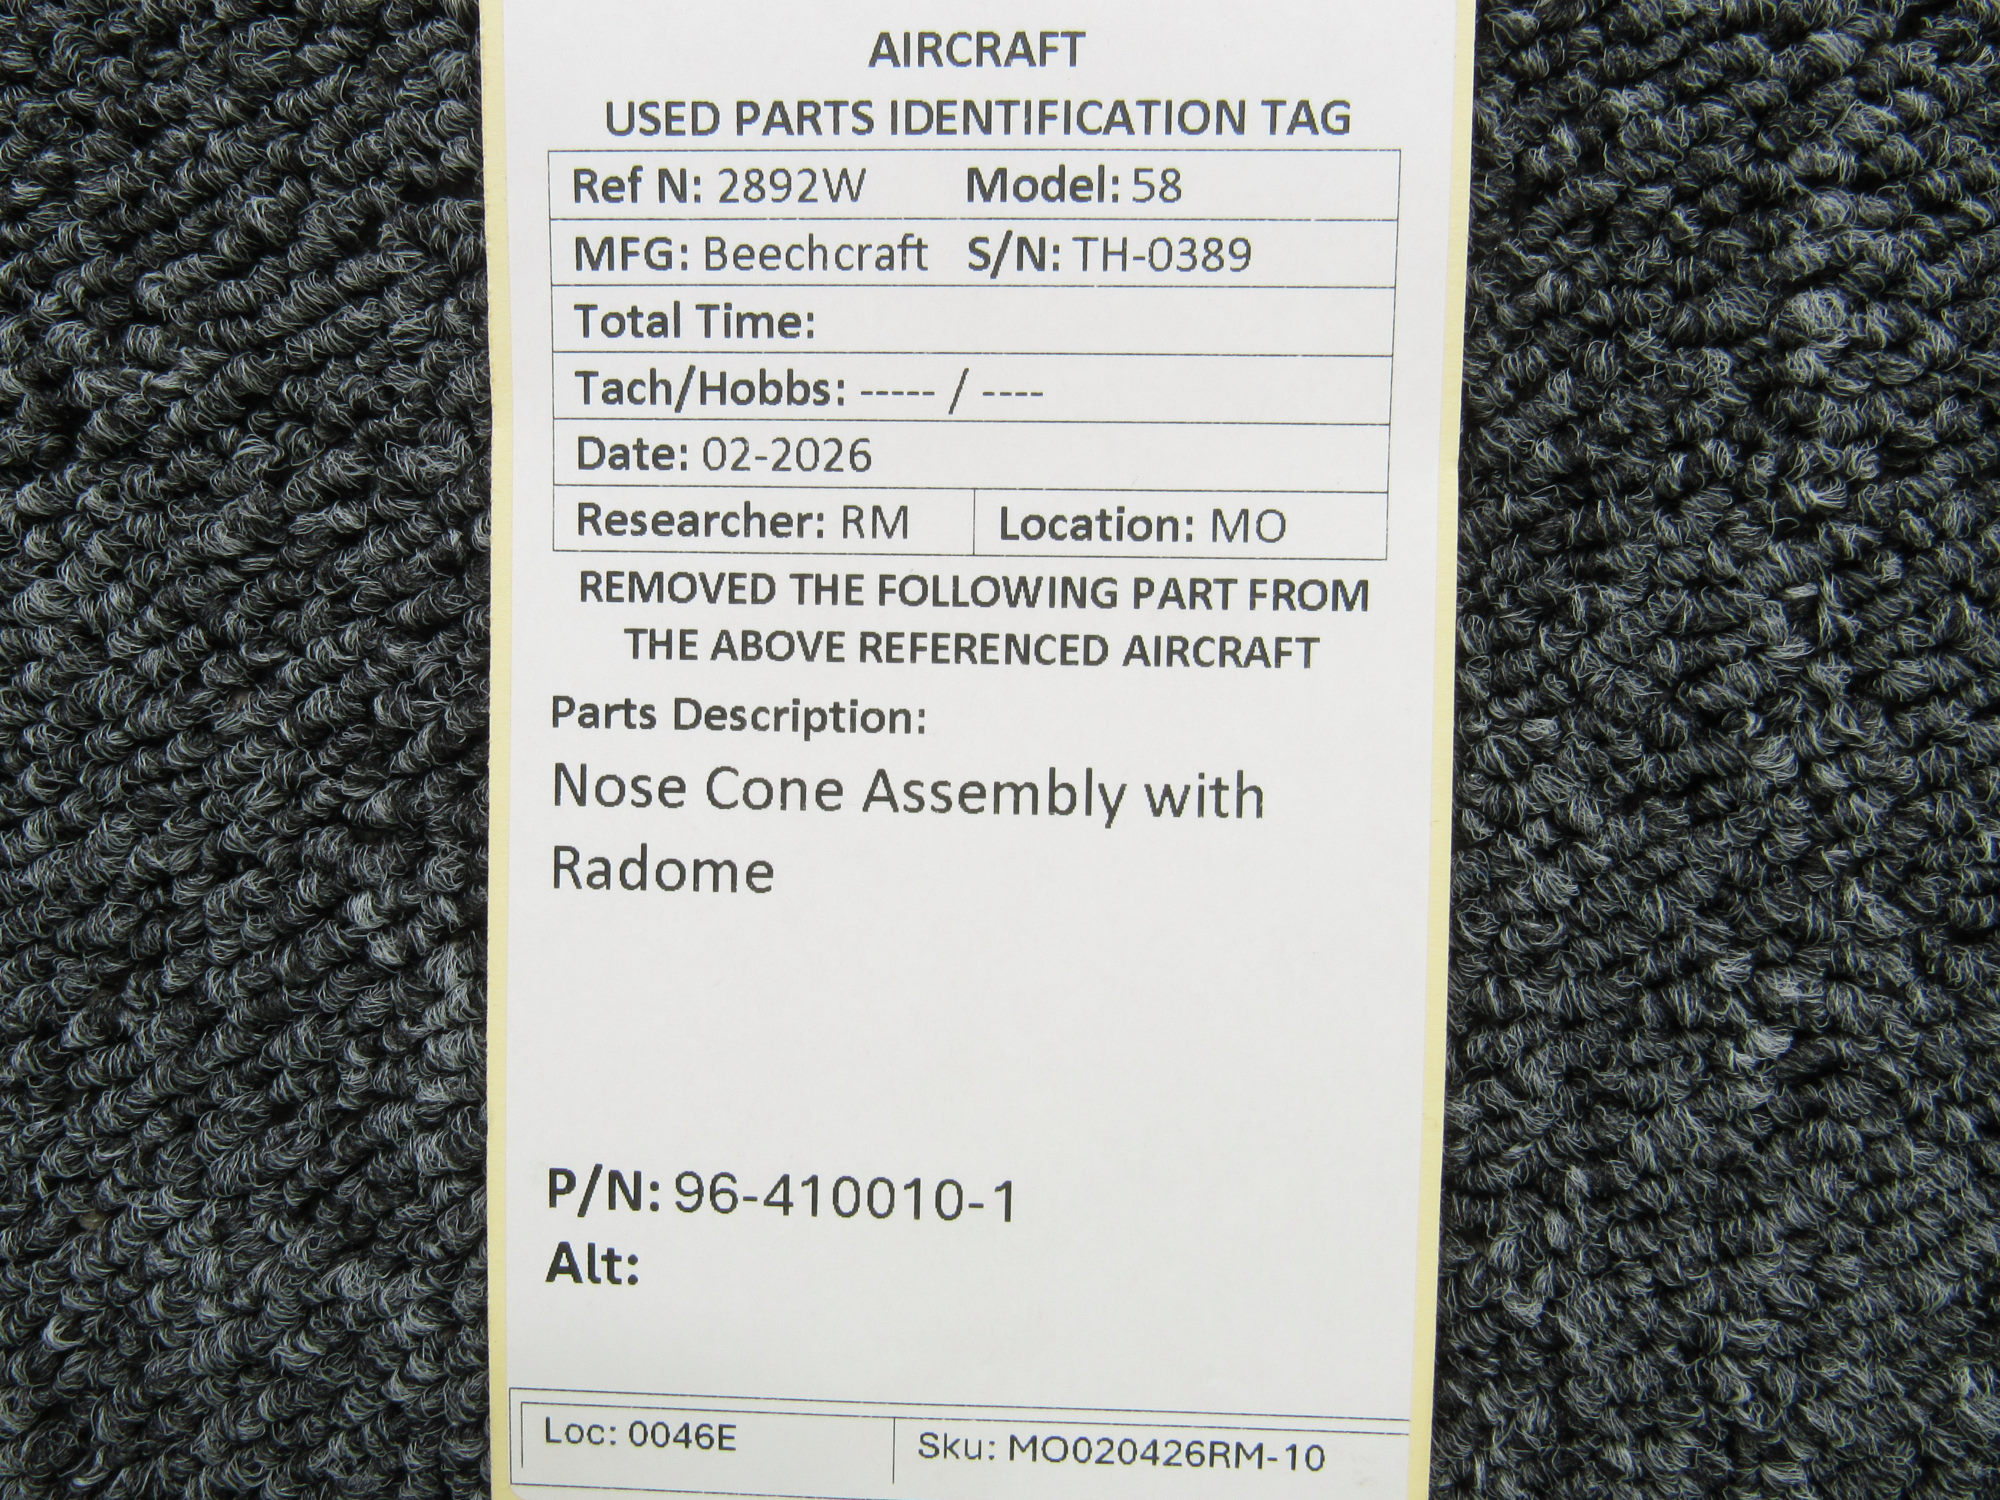 AIRCRAFT
USED PARTS IDENTIFICATION TAG
Ref N: 2892W Model: 58
MFG: Beechcraft S/N: TH-0389
Total Time:
Tach/Hobbs: ----- / ----
Date: 02-2026
Researcher: RM Location: MO
REMOVED THE FOLLOWING PART FROM
THE ABOVE REFERENCED AIRCRAFT
Parts Description:
Nose Cone Assembly with
Radome
P/N: 96-410010-1
Alt:
Loc: 0046E Sku: MO020426RM-10